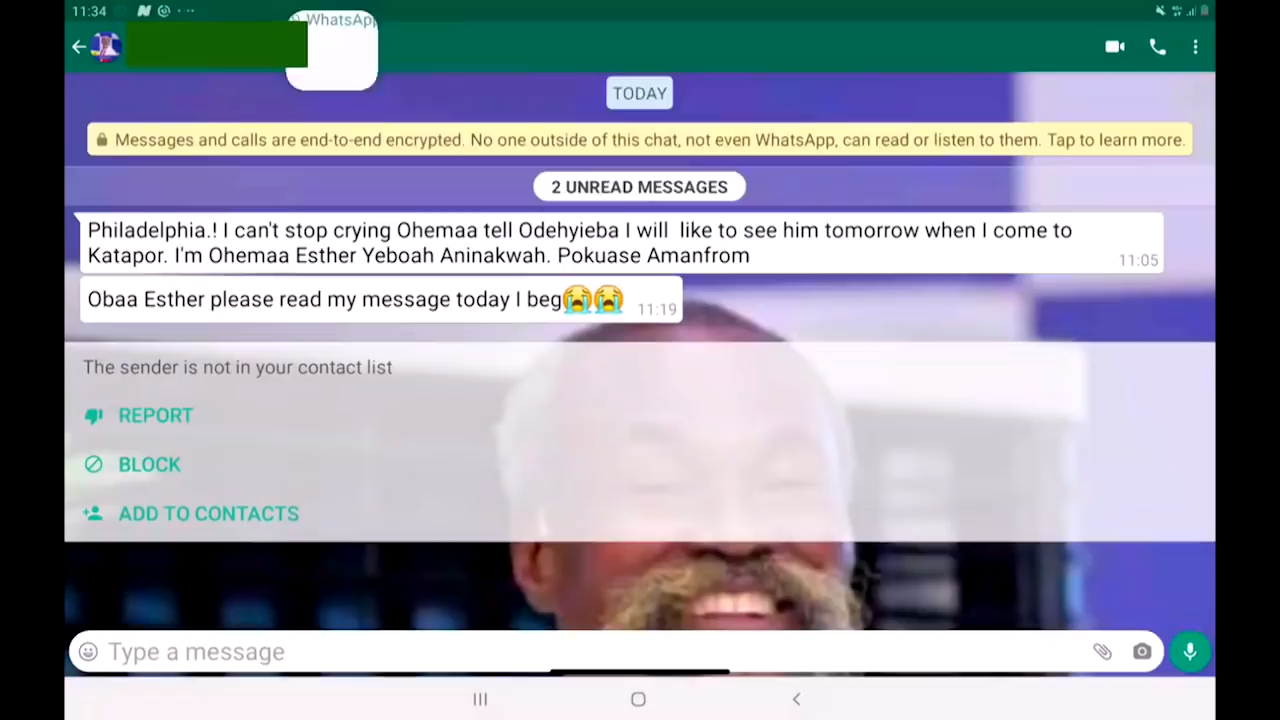 11:34
WhatsApp
TODAY
Messages and calls are end-to-end encrypted. No one outside of this chat, not even WhatsApp, can read or listen to them. Tap to learn more.
2 UNREAD MESSAGES
Philadelphia.! I can't stop crying Ohemaa tell Odehyieba I will like to see him tomorrow when I come to
Katapor. I'm Ohemaa Esther Yeboah Aninakwah. Pokuase Amanfrom
11:05
Obaa Esther please read my message today I beg😭😭
11:19
The sender is not in your contact list
REPORT
BLOCK
ADD TO CONTACTS
Type a message